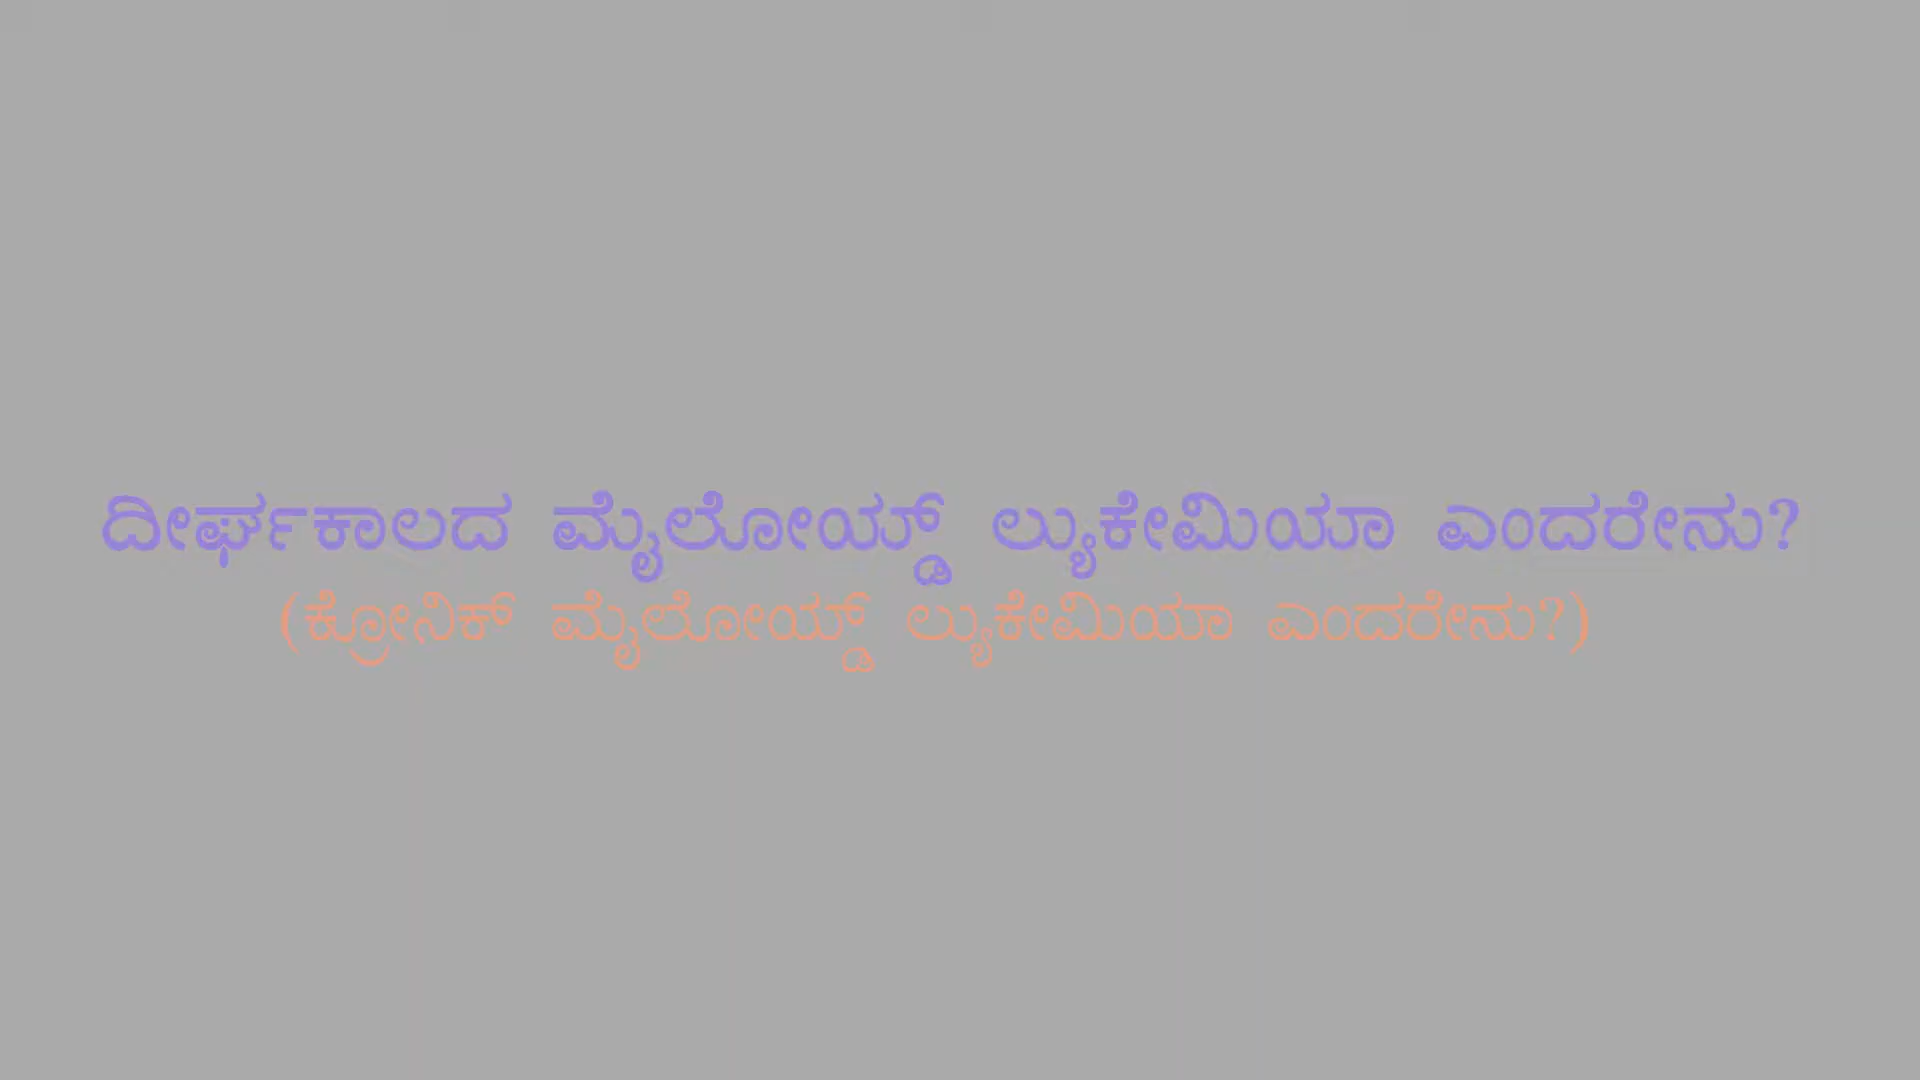 ದೀರ್ಘಕಾಲದ ಮೈಲೋಯ್ಡ್ ಲ್ಯುಕೇಮಿಯಾ ಎಂದರೇನು?
(ಕ್ರೋನಿಕ್ ಮೈಲೋಯ್ಡ್ ಲ್ಯುಕೇಮಿಯಾ ಎಂದರೇನು?)